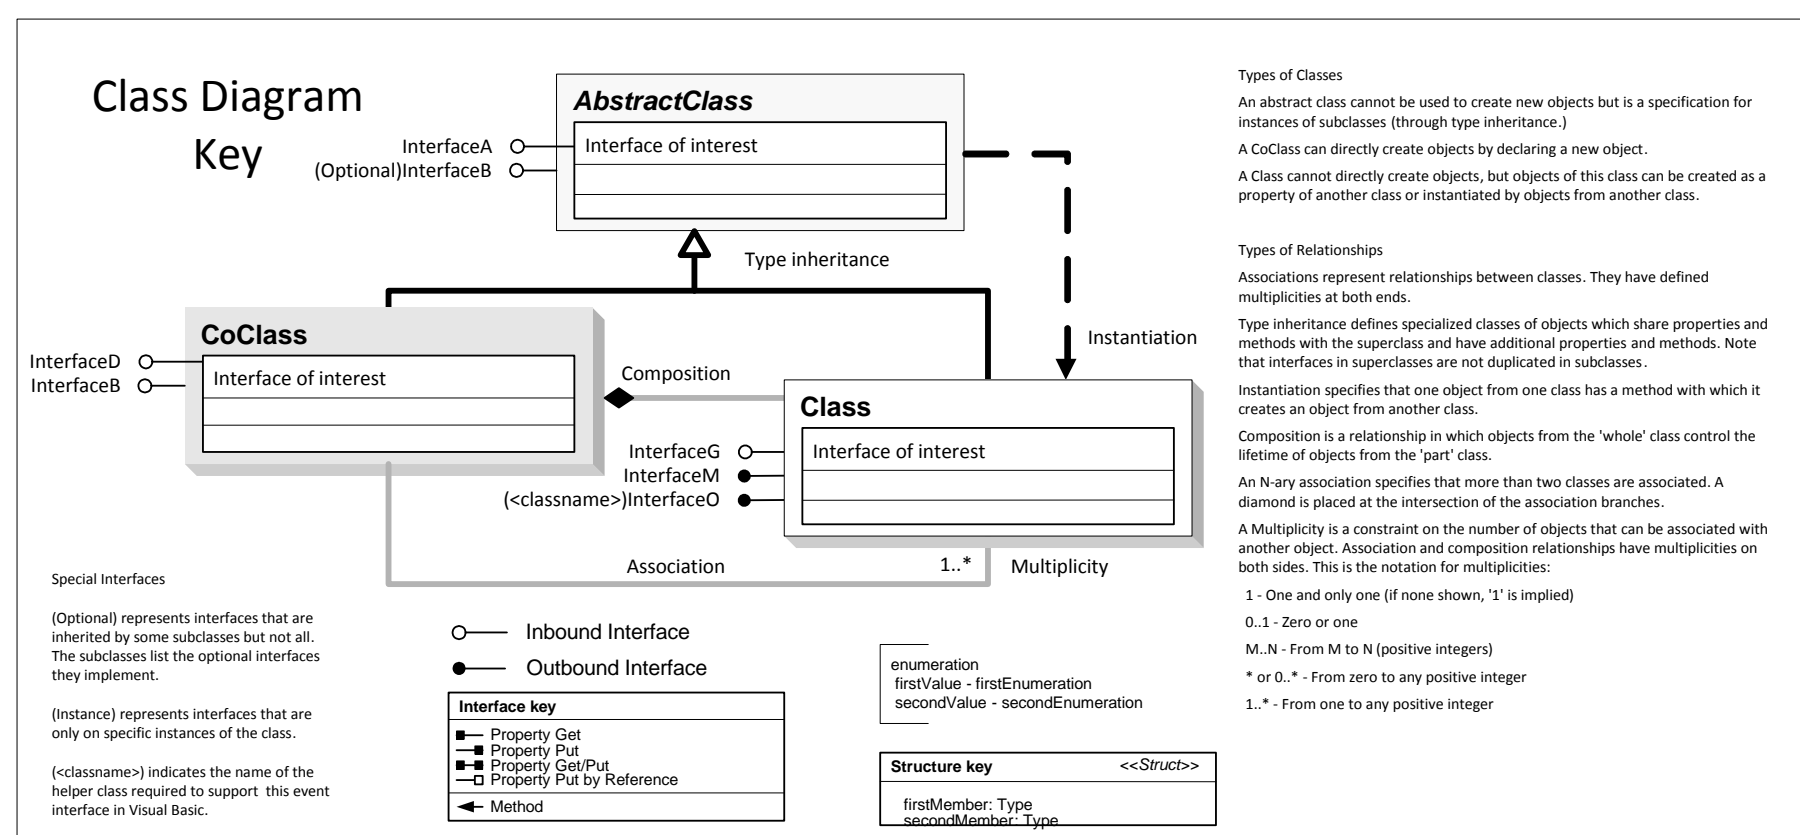 Class Diagram
Key
AbstractClass
Interface of interest
InterfaceA
(Optional)InterfaceB
Type inheritance
Instantiation
CoClass
Interface of interest
InterfaceD
InterfaceB
Composition
Class
Interface of interest
InterfaceG
InterfaceM
(<classname>)InterfaceO
Association
1..*
Multiplicity
Special Interfaces
(Optional) represents interfaces that are
inherited by some subclasses but not all.
The subclasses list the optional interfaces
they implement.
(Instance) represents interfaces that are
only on specific instances of the class.
(<classname>) indicates the name of the
helper class required to support this event
interface in Visual Basic.
Inbound Interface
Outbound Interface
Interface key
Property Get
Property Put
Property Get/Put
Property Put by Reference
Method
enumeration
firstValue - firstEnumeration
secondValue - secondEnumeration
Structure key <<Struct>>
firstMember: Type
secondMember: Type
Types of Classes
An abstract class cannot be used to create new objects but is a specification for
instances of subclasses (through type inheritance.)
A CoClass can directly create objects by declaring a new object.
A Class cannot directly create objects, but objects of this class can be created as a
property of another class or instantiated by objects from another class.
Types of Relationships
Associations represent relationships between classes. They have defined
multiplicities at both ends.
Type inheritance defines specialized classes of objects which share properties and
methods with the superclass and have additional properties and methods. Note
that interfaces in superclasses are not duplicated in subclasses.
Instantiation specifies that one object from one class has a method with which it
creates an object from another class.
Composition is a relationship in which objects from the 'whole' class control the
lifetime of objects from the 'part' class.
An N-ary association specifies that more than two classes are associated. A
diamond is placed at the intersection of the association branches.
A Multiplicity is a constraint on the number of objects that can be associated with
another object. Association and composition relationships have multiplicities on
both sides. This is the notation for multiplicities:
1 - One and only one (if none shown, '1' is implied)
0..1 - Zero or one
M..N - From M to N (positive integers)
* or 0..* - From zero to any positive integer
1..* - From one to any positive integer